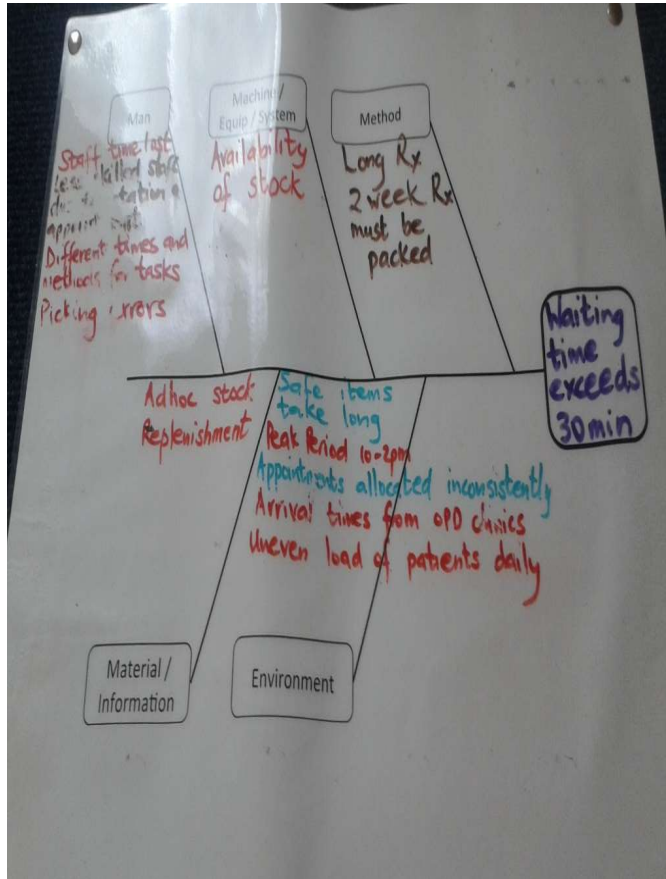 Man
Staff time lost
skilled staff
Different times and
methods for tasks
Picking errors
Machine /
Equip / System
Availability
of stock
Method
Long Rx
2 week Rx
must be
packed
Waiting
time
exceeds
30min
Adhoc stock
Replenishment
Material /
Information
Safe items
take long
Peak Period 10-2pm
Appointments allocated inconsistently
Arrival times from OPD clinics
Uneven load of patients daily
Environment